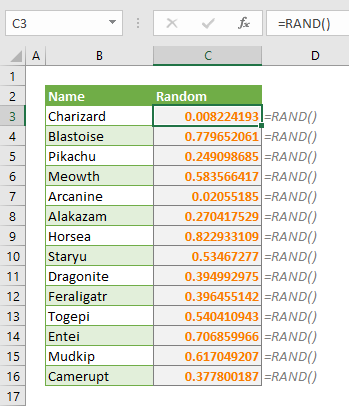 C3 fx =RAND()
A B C D
1
2 Name Random
3 Charizard 0.008224193 =RAND()
4 Blastoise 0.779652061 =RAND()
5 Pikachu 0.249098685 =RAND()
6 Meowth 0.583566417 =RAND()
7 Arcanine 0.02055185 =RAND()
8 Alakazam 0.270417529 =RAND()
9 Horsea 0.822933109 =RAND()
10 Staryu 0.53467277 =RAND()
11 Dragonite 0.394992975 =RAND()
12 Feraligatr 0.396455142 =RAND()
13 Togepi 0.540410943 =RAND()
14 Entei 0.706859966 =RAND()
15 Mudkip 0.617049207 =RAND()
16 Camerupt 0.377800187 =RAND()
17